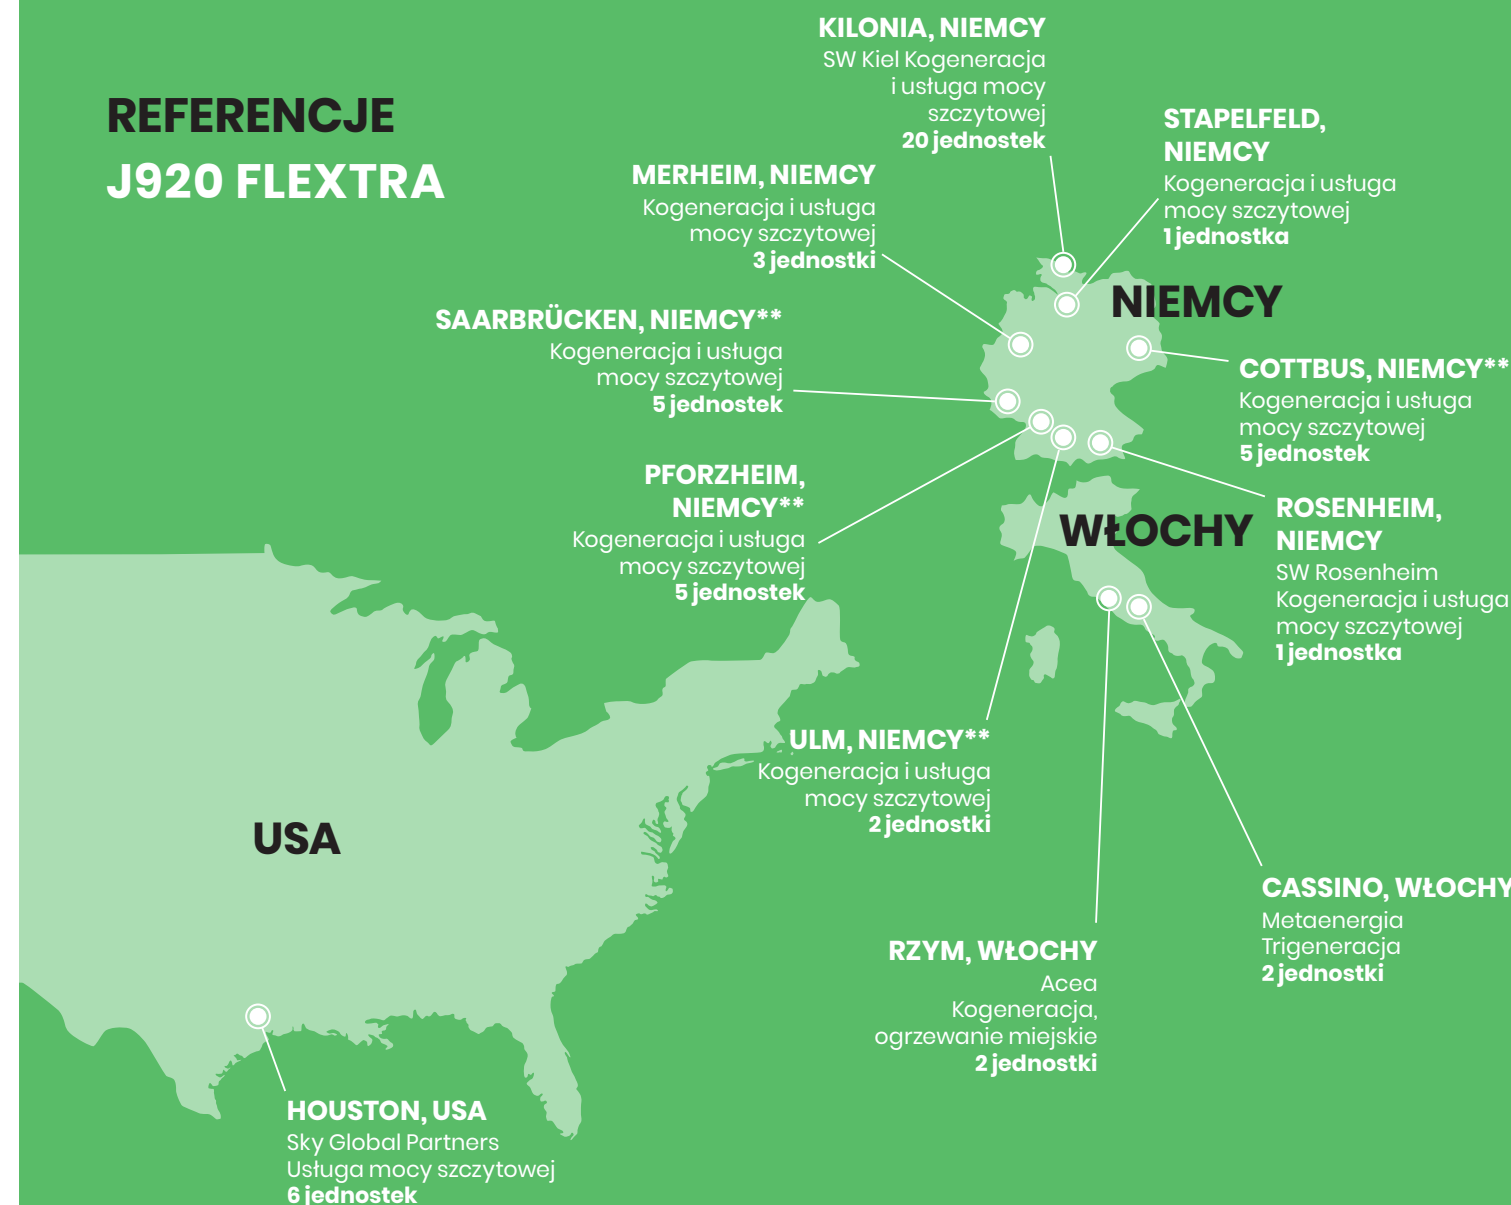 REFERENCJE
J920 FLEXTRA
KILONIA, NIEMCY
SW Kiel Kogeneracja
i usługa mocy
szczytowej
20 jednostek
STAPELFELD,
NIEMCY
Kogeneracja i usługa
mocy szczytowej
1 jednostka
MERHEIM, NIEMCY
Kogeneracja i usługa
mocy szczytowej
3 jednostki
NIEMCY
SAARBRÜCKEN, NIEMCY**
Kogeneracja i usługa
mocy szczytowej
5 jednostek
COTTBUS, NIEMCY**
Kogeneracja i usługa
mocy szczytowej
5 jednostek
PFORZHEIM,
NIEMCY**
Kogeneracja i usługa
mocy szczytowej
5 jednostek
WŁOCHY
ROSENHEIM,
NIEMCY
SW Rosenheim
Kogeneracja i usługa
mocy szczytowej
1 jednostka
ULM, NIEMCY**
Kogeneracja i usługa
mocy szczytowej
2 jednostki
USA
CASSINO, WŁOCHY
Metaenergia
Trigeneracja
2 jednostki
RZYM, WŁOCHY
Acea
Kogeneracja,
ogrzewanie miejskie
2 jednostki
HOUSTON, USA
Sky Global Partners
Usługa mocy szczytowej
6 jednostek